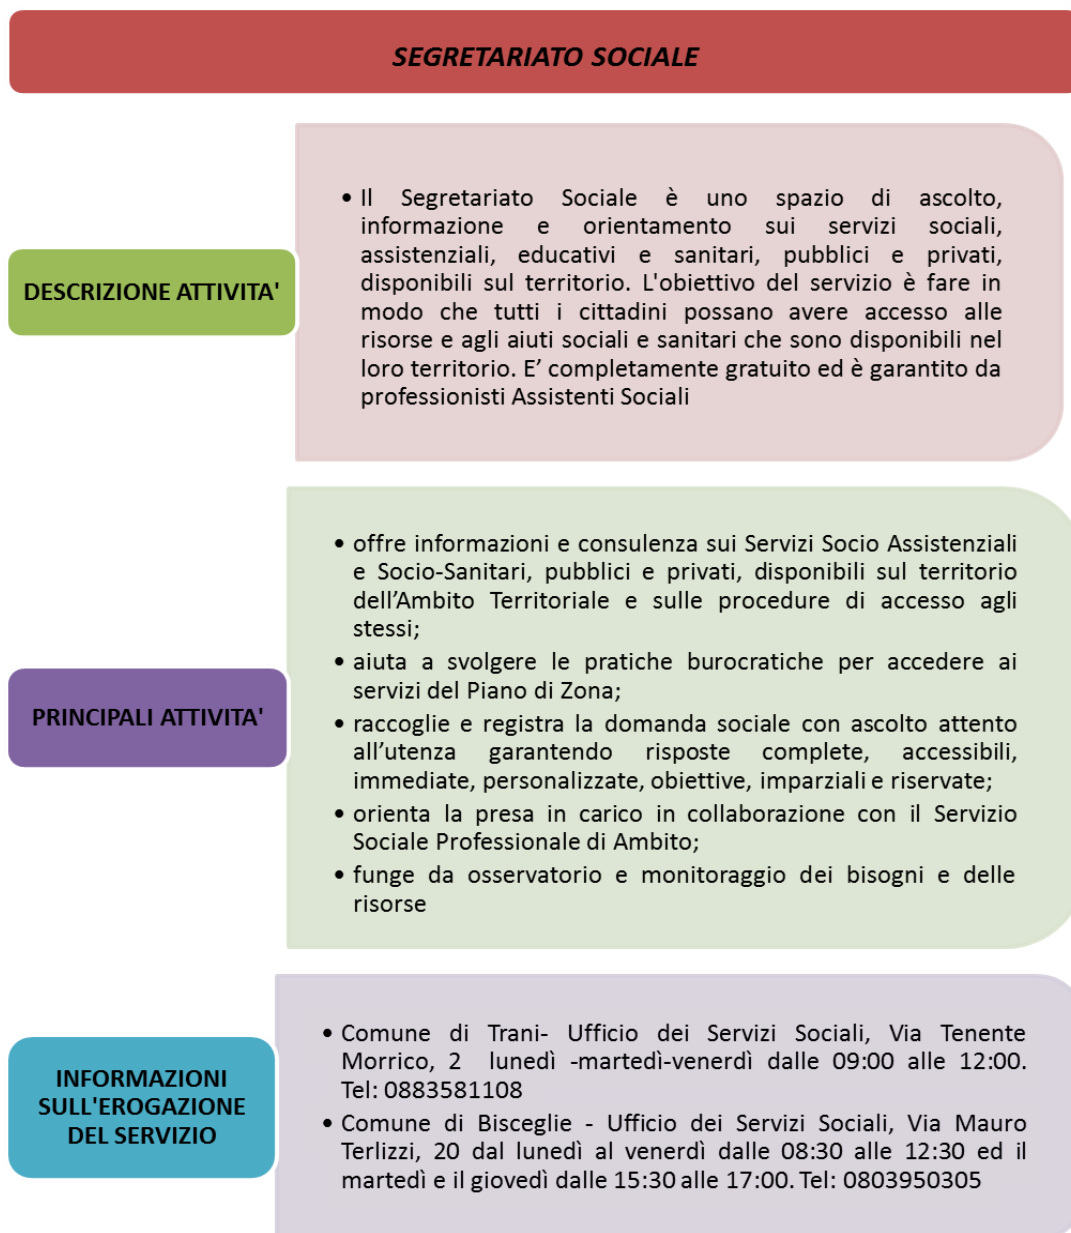 SEGRETARIATO SOCIALE
DESCRIZIONE ATTIVITA'
• Il Segretariato Sociale è uno spazio di ascolto,
informazione e orientamento sui servizi sociali,
assistenziali, educativi e sanitari, pubblici e privati,
disponibili sul territorio. L'obiettivo del servizio è fare in
modo che tutti i cittadini possano avere accesso alle
risorse e agli aiuti sociali e sanitari che sono disponibili nel
loro territorio. E’ completamente gratuito ed è garantito da
professionisti Assistenti Sociali
PRINCIPALI ATTIVITA'
• offre informazioni e consulenza sui Servizi Socio Assistenziali
e Socio-Sanitari, pubblici e privati, disponibili sul territorio
dell’Ambito Territoriale e sulle procedure di accesso agli
stessi;
• aiuta a svolgere le pratiche burocratiche per accedere ai
servizi del Piano di Zona;
• raccoglie e registra la domanda sociale con ascolto attento
all’utenza garantendo risposte complete, accessibili,
immediate, personalizzate, obiettive, imparziali e riservate;
• orienta la presa in carico in collaborazione con il Servizio
Sociale Professionale di Ambito;
• funge da osservatorio e monitoraggio dei bisogni e delle
risorse
INFORMAZIONI
SULL'EROGAZIONE
DEL SERVIZIO
• Comune di Trani- Ufficio dei Servizi Sociali, Via Tenente
Morrico, 2 lunedì -martedì-venerdì dalle 09:00 alle 12:00.
Tel: 0883581108
• Comune di Bisceglie - Ufficio dei Servizi Sociali, Via Mauro
Terlizzi, 20 dal lunedì al venerdì dalle 08:30 alle 12:30 ed il
martedì e il giovedì dalle 15:30 alle 17:00. Tel: 0803950305